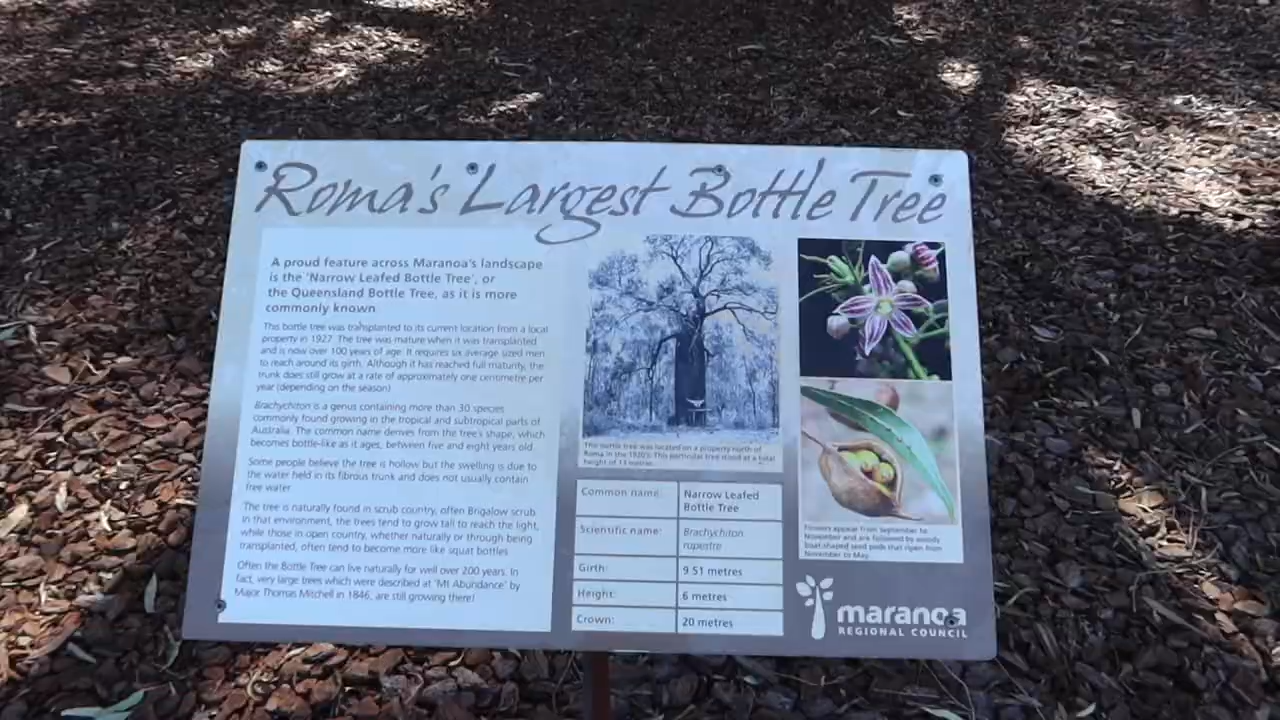 Roma's Largest Bottle Tree
A proud feature across Maranoa's landscape
is the 'Narrow Leafed Bottle Tree', or
the Queensland Bottle Tree, as it is more
commonly known
This bottle tree was transplanted to its current location from a local
property in 1927. The tree was mature when it was transplanted
and is now over 100 years of age. It requires six average sized men
to reach around its girth. Although it has reached full maturity, the
trunk does still grow at a rate of approximately one centimetre per
year (depending on the season)
Brachychiton is a genus containing more than 30 species
commonly found growing in the tropical and subtropical parts of
Australia. The common name derives from the tree's shape, which
becomes bottle-like as it ages, between five and eight years old
Some people believe the tree is hollow but the swelling is due to
the water held in its fibrous trunk and does not usually contain
free water
The tree is naturally found in scrub country, often Brigalow scrub
In that environment, the trees tend to grow tall to reach the light,
while those in open country, whether naturally or through being
transplanted, often tend to become more like squat bottles
Often the Bottle Tree can live naturally for well over 200 years. In
fact, very large trees which were described at 'Mt Abundance' by
Major Thomas Mitchell in 1846, are still growing there!
This bottle tree was located on a property north of
Roma in the 1920's. This particular tree stood at a total
height of 13 metres.
Common name: Narrow Leafed
Bottle Tree
Scientific name: Brachychiton
rupestre
Girth: 9.51 metres
Height: 6 metres
Crown: 20 metres
Flowers appear from September to
November and are followed by woody
boat-shaped seed pods that ripen from
November to May.
maranoa
REGIONAL COUNCIL